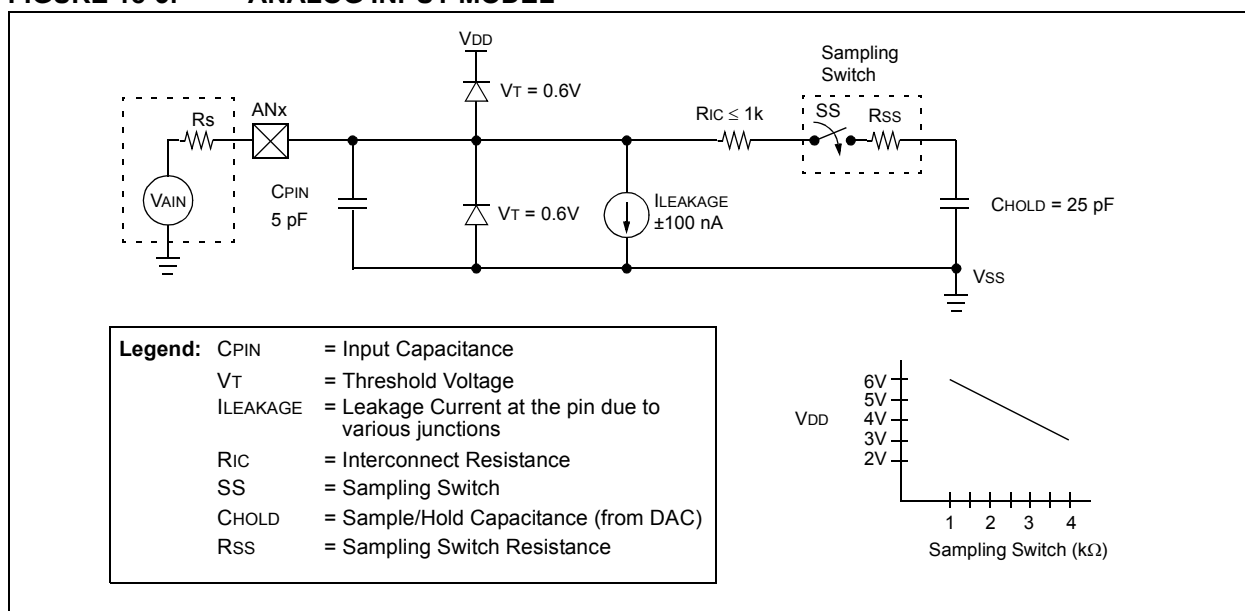 VDD
Sampling
Switch
VT = 0.6V
ANx
Rs
RIC ≤ 1k
SS
RSS
VAIN
CPIN
5 pF
VT = 0.6V
ILEAKAGE
±100 nA
CHOLD = 25 pF
VSS
Legend: CPIN = Input Capacitance
VT = Threshold Voltage
ILEAKAGE = Leakage Current at the pin due to
various junctions
RIC = Interconnect Resistance
SS = Sampling Switch
CHOLD = Sample/Hold Capacitance (from DAC)
RSS = Sampling Switch Resistance
6V
5V
VDD 4V
3V
2V
1 2 3 4
Sampling Switch (kΩ)